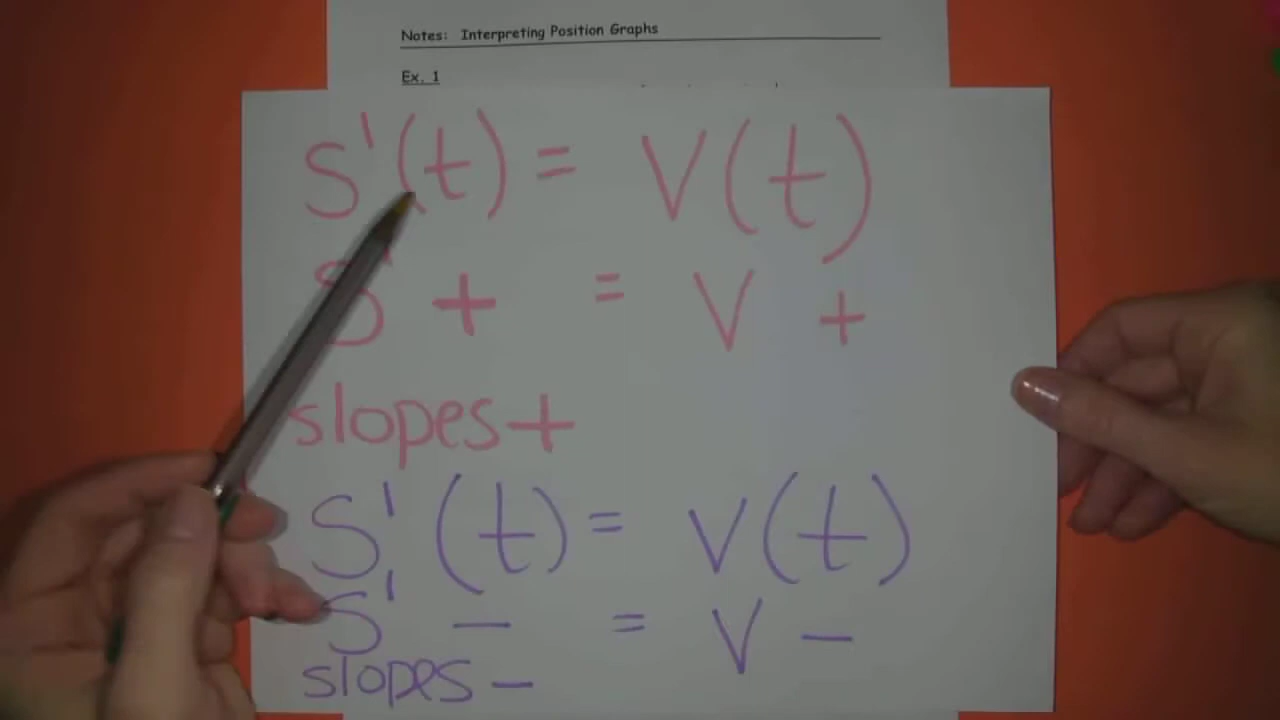 Notes: Interpreting Position Graphs
Ex. 1
S'(t) = V(t)
S' + = V +
slopes +
S'(t) = V(t)
S' - = V -
slopes -